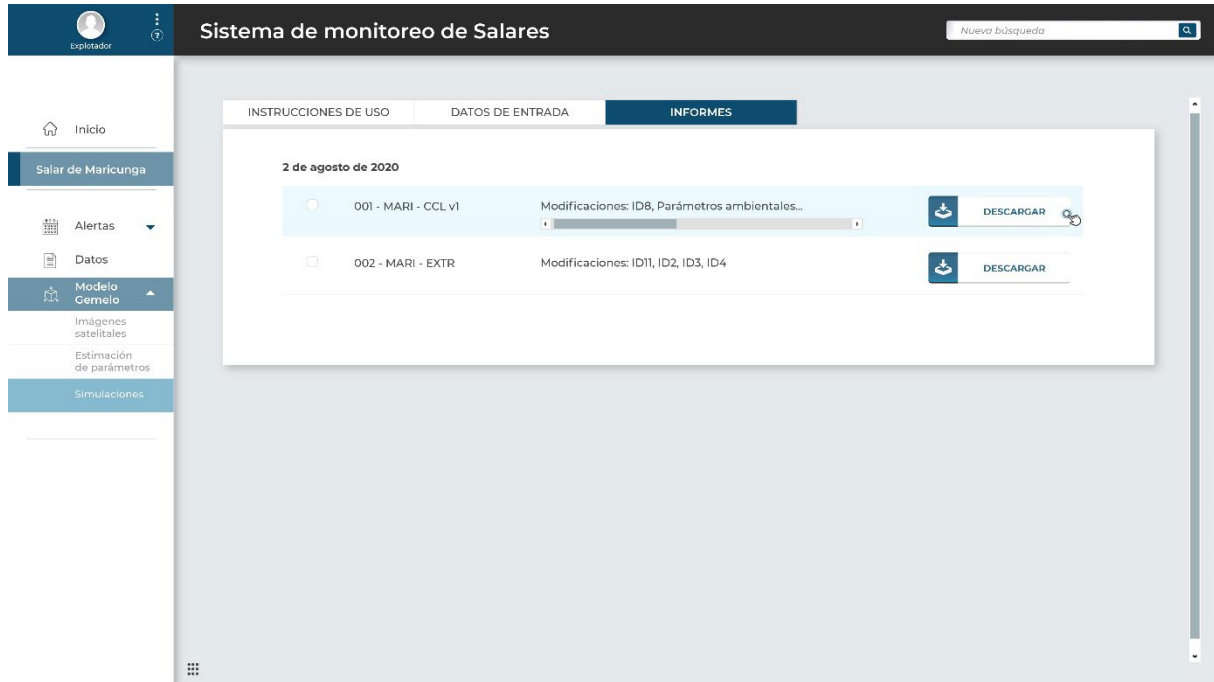 Explotador
?
Sistema de monitoreo de Salares
Nueva búsqueda
Inicio
Salar de Maricunga
Alertas
Datos
Modelo
Gemelo
Imágenes
satelitales
Estimación
de parámetros
Simulaciones
INSTRUCCIONES DE USO
DATOS DE ENTRADA
INFORMES
2 de agosto de 2020
001 - MARI - CCL v1
Modificaciones: ID8, Parámetros ambientales...
DESCARGAR
002 - MARI - EXTR
Modificaciones: ID11, ID2, ID3, ID4
DESCARGAR